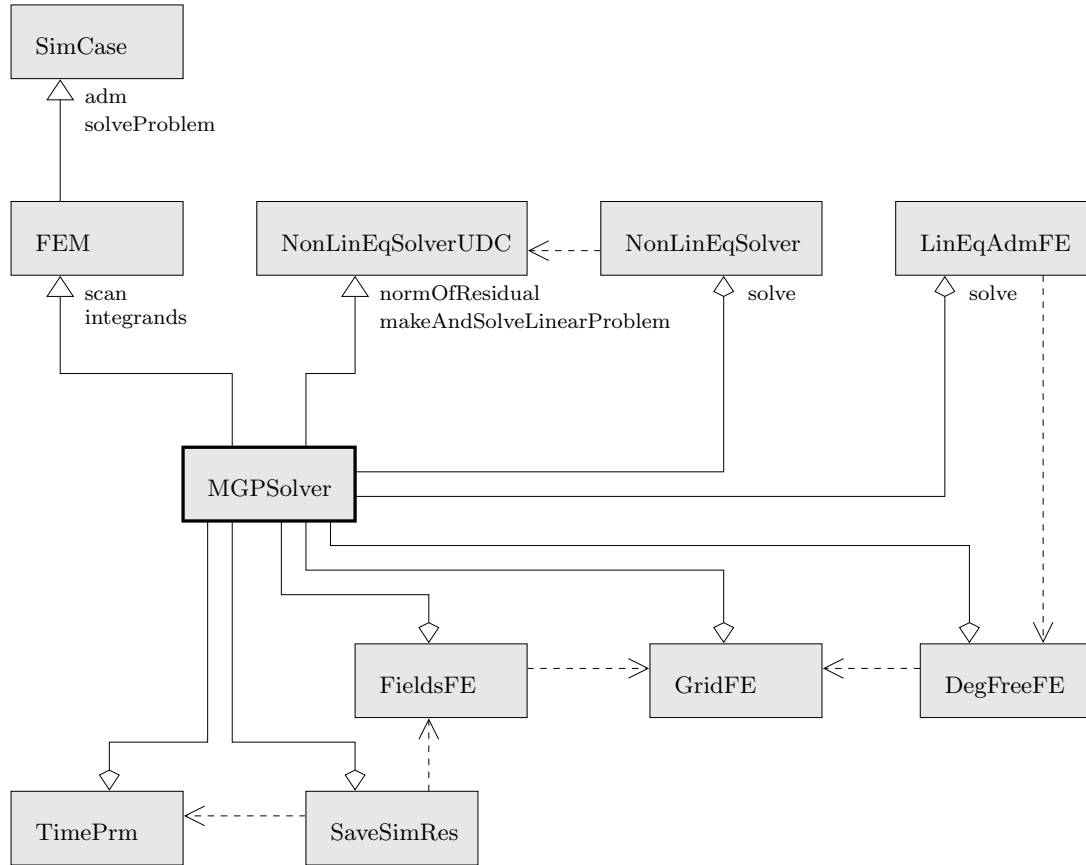 SimCase
adm
solveProblem
FEM
NonLinEqSolverUDC
NonLinEqSolver
LinEqAdmFE
scan
integrands
normOfResidual
makeAndSolveLinearProblem
solve
solve
MGPSolver
FieldsFE
GridFE
DegFreeFE
TimePrm
SaveSimRes